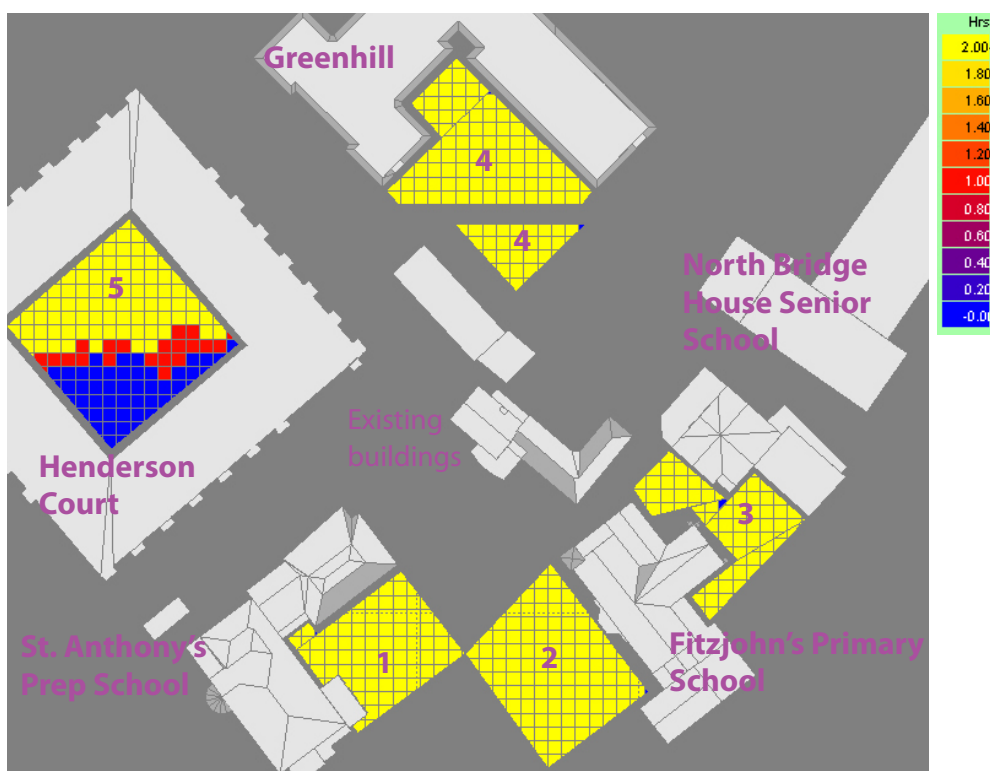 Greenhill
4
4
5
North Bridge
House Senior
School
Existing
buildings
Henderson
Court
3
St. Anthony's
Prep School
1
2
Fitzjohn's Primary
School
Hrs
2.00
1.80
1.60
1.40
1.20
1.00
0.80
0.60
0.40
0.20